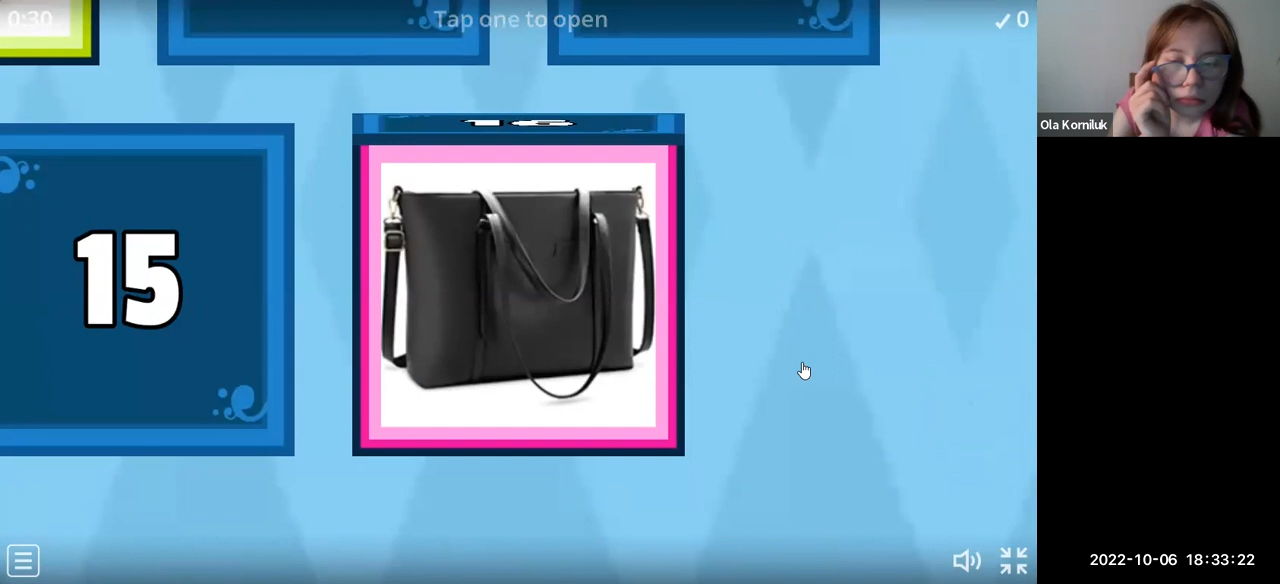 0:30
Tap one to open
✓ 0
Ola Korniluk
15
2022-10-06 18:33:22